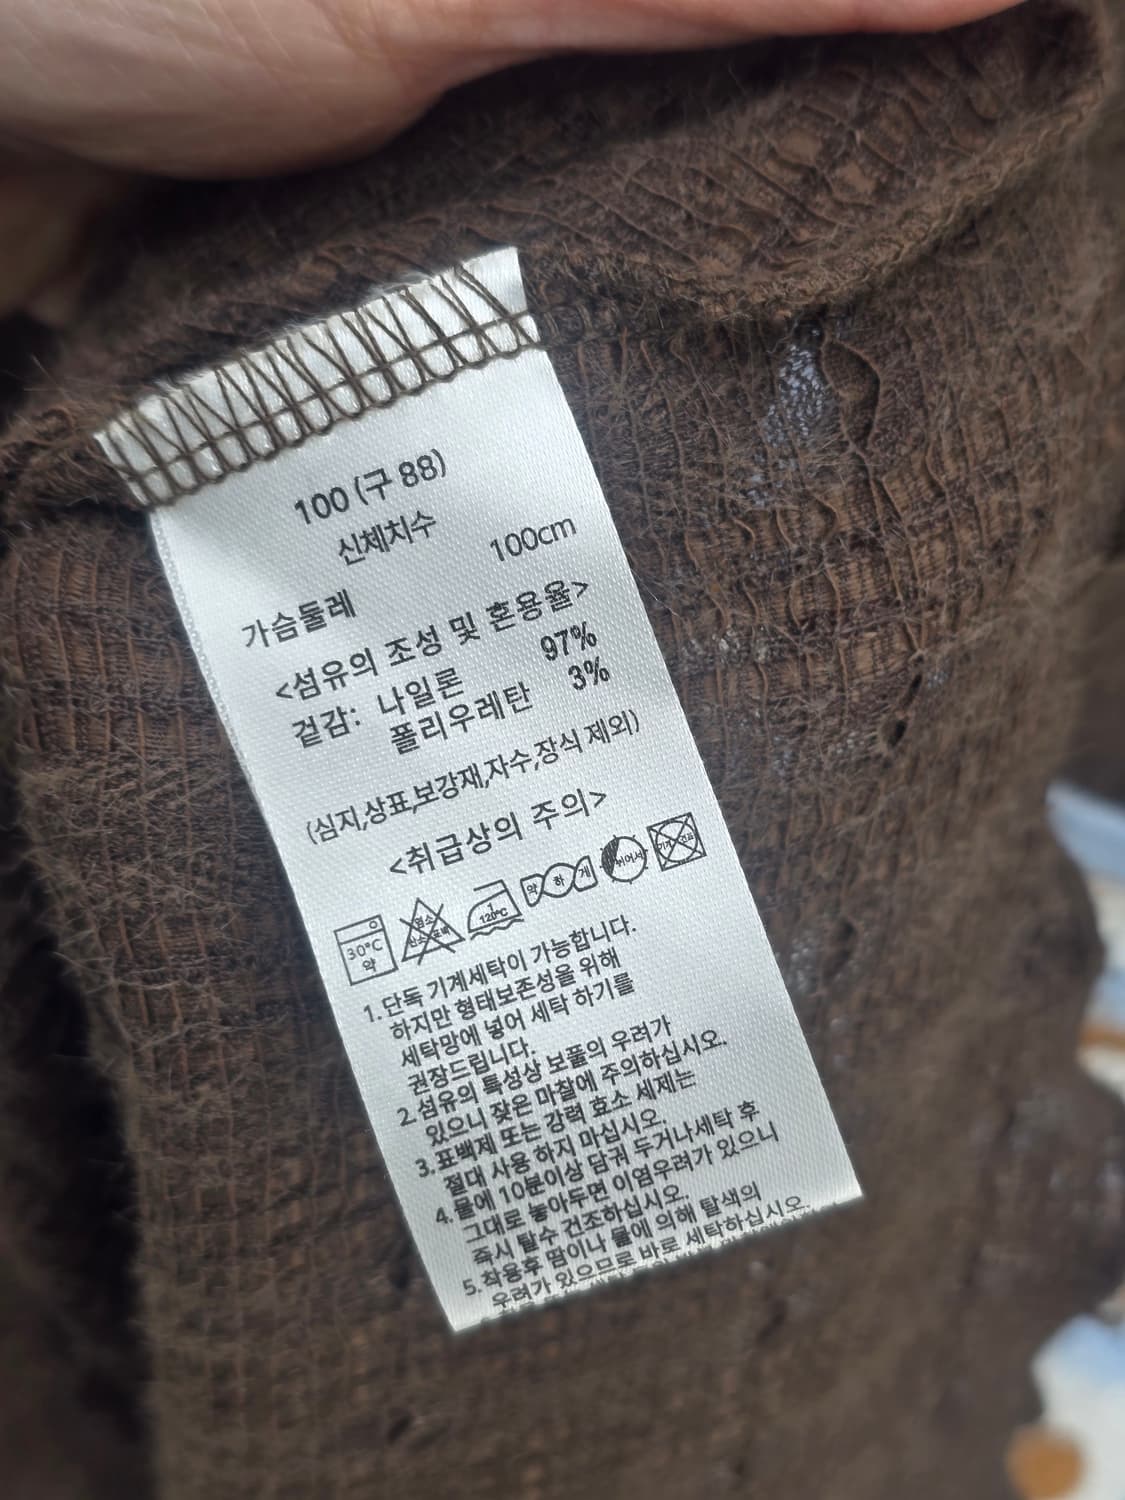 100 (구 88)
신체치수
가슴둘레 100cm
<섬유의 조성 및 혼용율>
겉감: 나일론 97%
폴리우레탄 3%
(심지,상표,보강재,자수,장식 제외)
<취급상의 주의>
30°C 약 염소 120°C 약하게 뉘어서
1.단독 기계세탁이 가능합니다.
하지만 형태보존성을 위해
세탁망에 넣어 세탁 하기를
권장드립니다.
2.섬유의 특성상 보풀의 우려가
있으니 잦은 마찰에 주의하십시오.
3.표백제 또는 강력 효소 세제는
절대 사용 하지 마십시오.
4.물에 10분이상 담궈 두거나세탁 후
그대로 놓아두면 이염우려가 있으니
즉시 탈수 건조하십시오.
5.착용후 땀이나 물에 의해 탈색의
우려가 있으므로 바로 세탁하십시오.